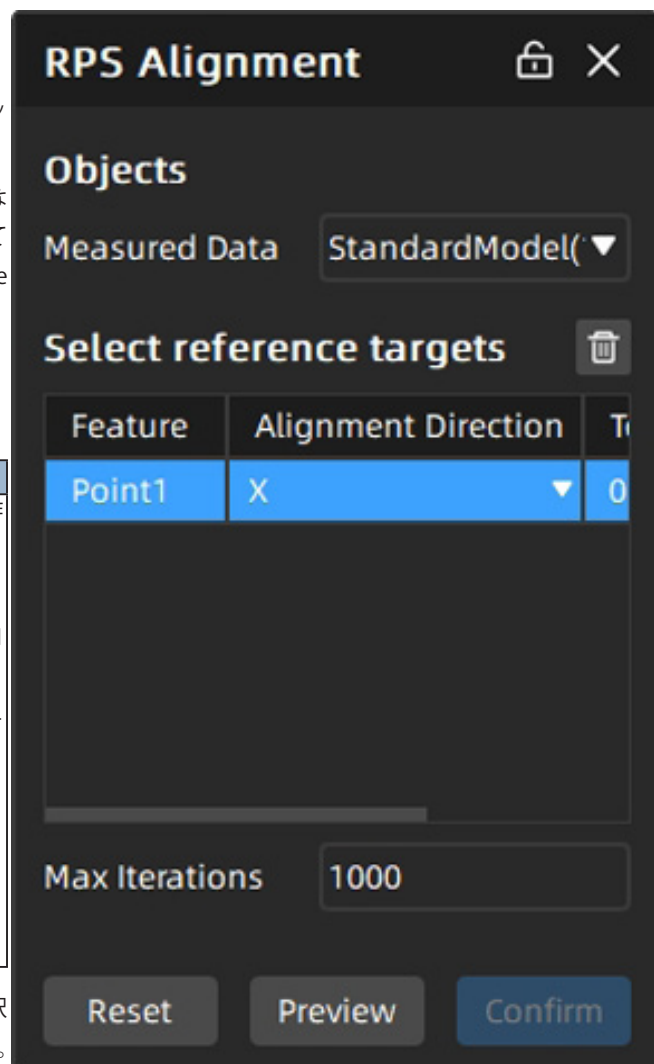 RPS Alignment
Objects
Measured Data StandardModel(
Select reference targets
Feature Alignment Direction
Point1 X 0
Max Iterations 1000
Reset Preview Confirm